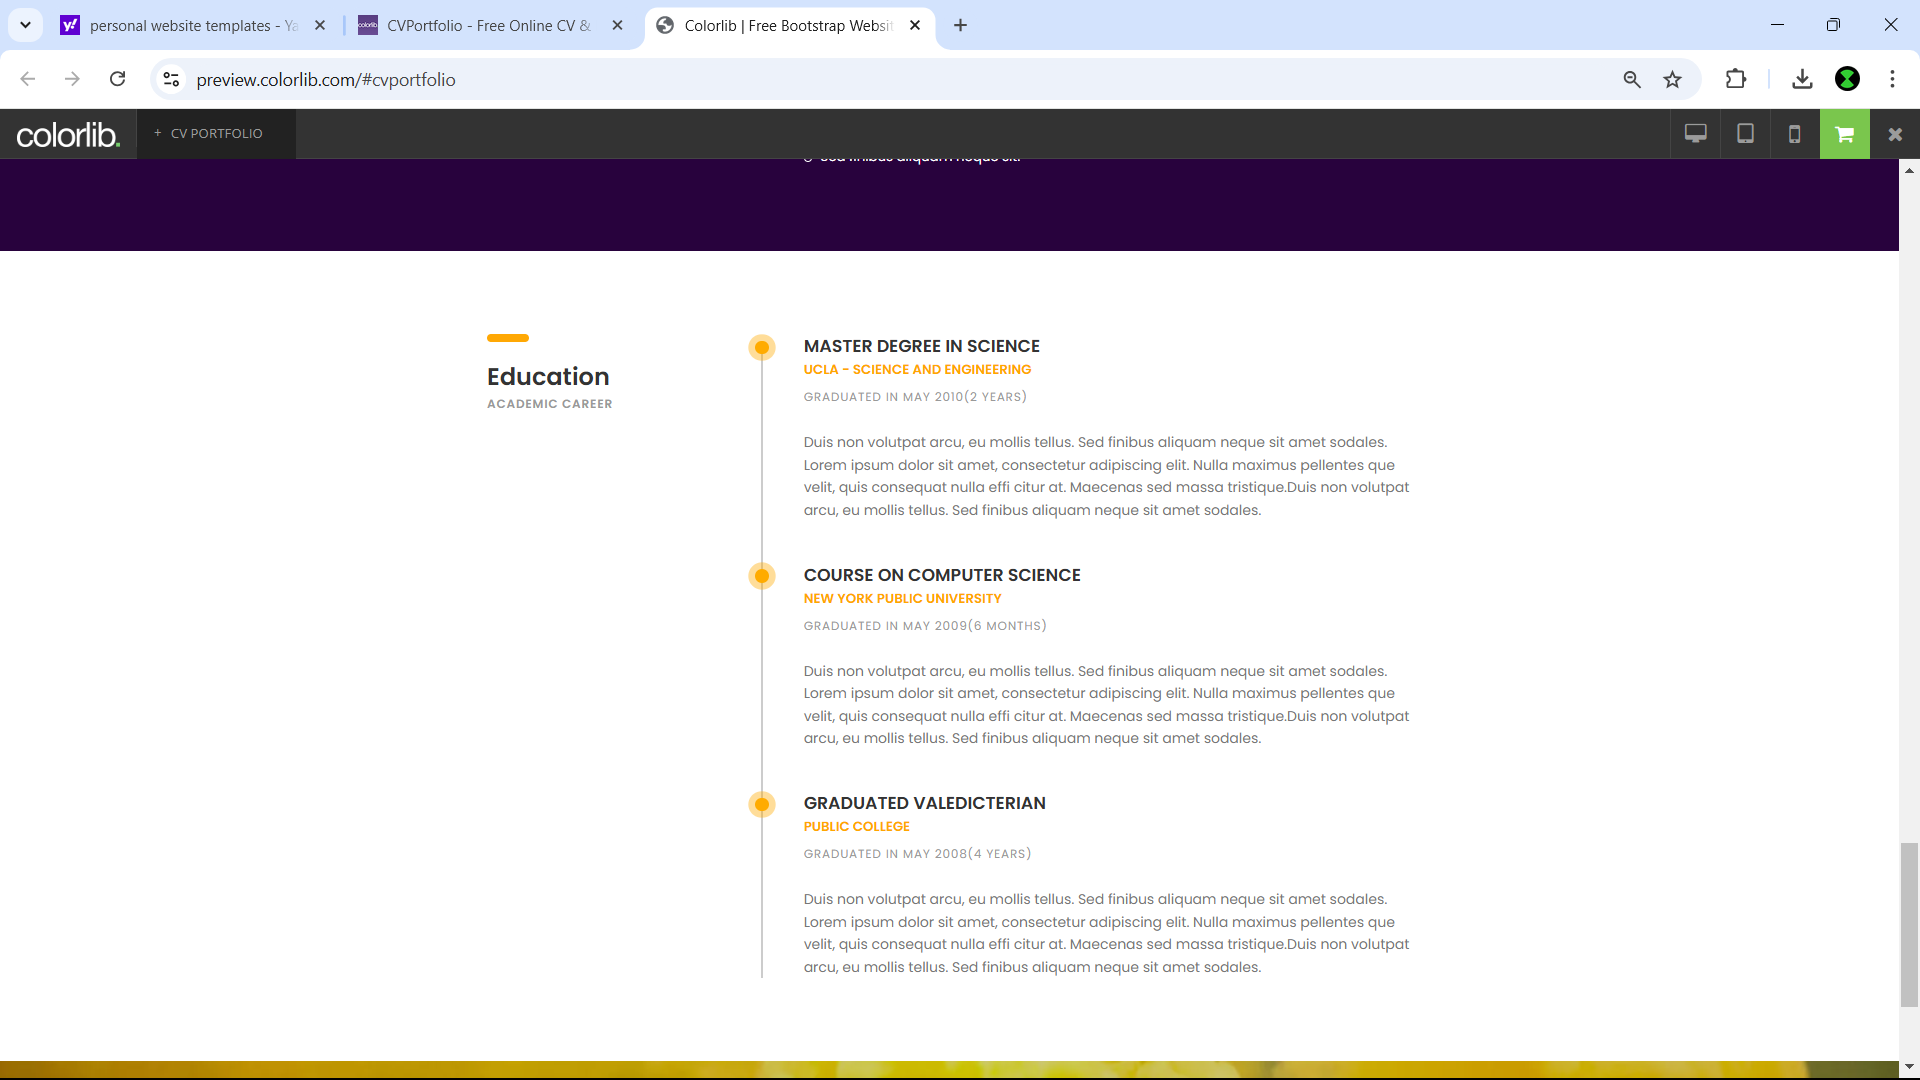 personal website templates - Ya
CVPortfolio - Free Online CV &
Colorlib | Free Bootstrap Websit
preview.colorlib.com/#cvportfolio
colorlib.
+ CV PORTFOLIO
Sed finibus aliquam neque sit.
Education
ACADEMIC CAREER
MASTER DEGREE IN SCIENCE
UCLA - SCIENCE AND ENGINEERING
GRADUATED IN MAY 2010(2 YEARS)
Duis non volutpat arcu, eu mollis tellus. Sed finibus aliquam neque sit amet sodales.
Lorem ipsum dolor sit amet, consectetur adipiscing elit. Nulla maximus pellentes que
velit, quis consequat nulla effi citur at. Maecenas sed massa tristique.Duis non volutpat
arcu, eu mollis tellus. Sed finibus aliquam neque sit amet sodales.
COURSE ON COMPUTER SCIENCE
NEW YORK PUBLIC UNIVERSITY
GRADUATED IN MAY 2009(6 MONTHS)
Duis non volutpat arcu, eu mollis tellus. Sed finibus aliquam neque sit amet sodales.
Lorem ipsum dolor sit amet, consectetur adipiscing elit. Nulla maximus pellentes que
velit, quis consequat nulla effi citur at. Maecenas sed massa tristique.Duis non volutpat
arcu, eu mollis tellus. Sed finibus aliquam neque sit amet sodales.
GRADUATED VALEDICTERIAN
PUBLIC COLLEGE
GRADUATED IN MAY 2008(4 YEARS)
Duis non volutpat arcu, eu mollis tellus. Sed finibus aliquam neque sit amet sodales.
Lorem ipsum dolor sit amet, consectetur adipiscing elit. Nulla maximus pellentes que
velit, quis consequat nulla effi citur at. Maecenas sed massa tristique.Duis non volutpat
arcu, eu mollis tellus. Sed finibus aliquam neque sit amet sodales.